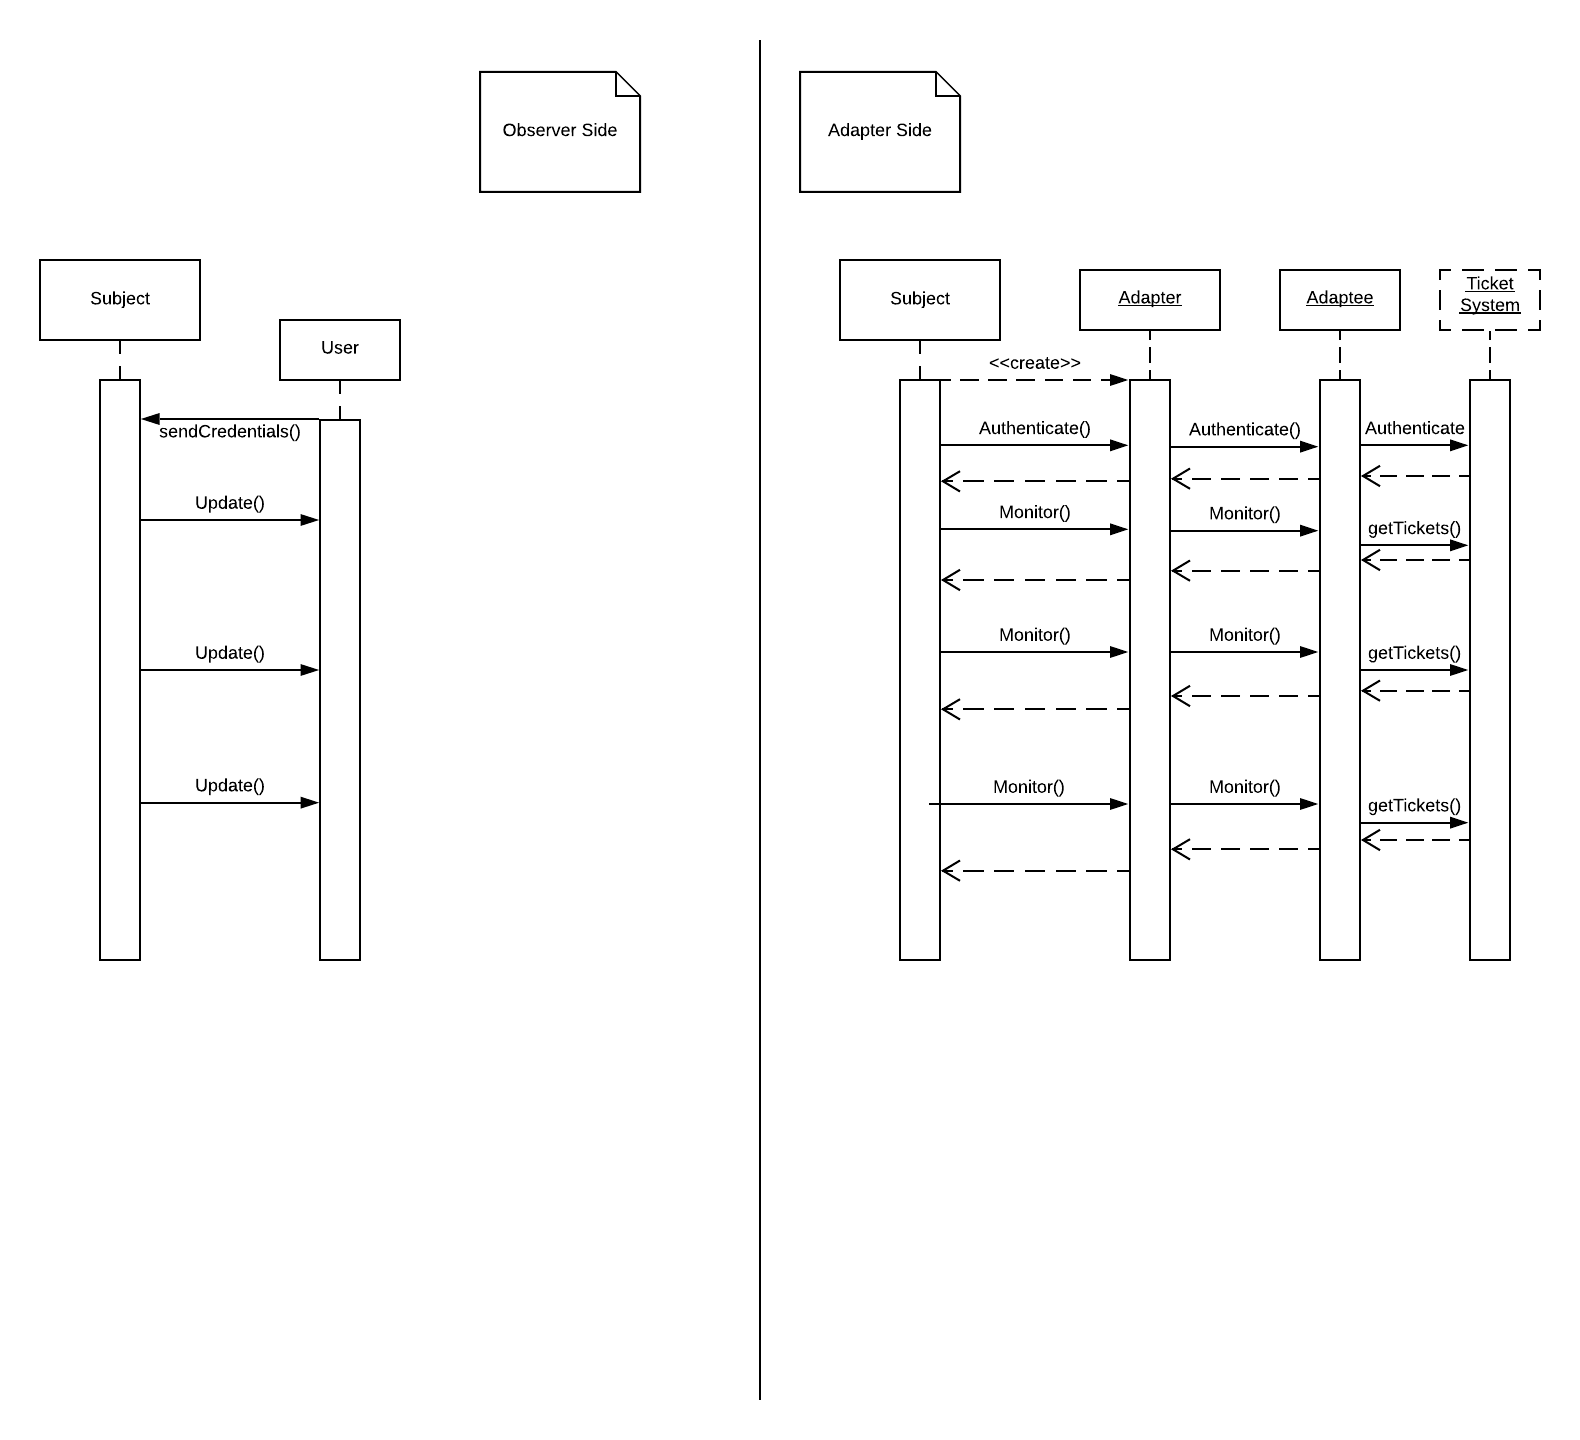 Observer Side
Adapter Side
Subject
User
sendCredentials()
Update()
Update()
Update()
Subject
Adapter
Adaptee
Ticket
System
<<create>>
Authenticate()
Authenticate()
Authenticate
Monitor()
Monitor()
getTickets()
Monitor()
Monitor()
getTickets()
Monitor()
Monitor()
getTickets()